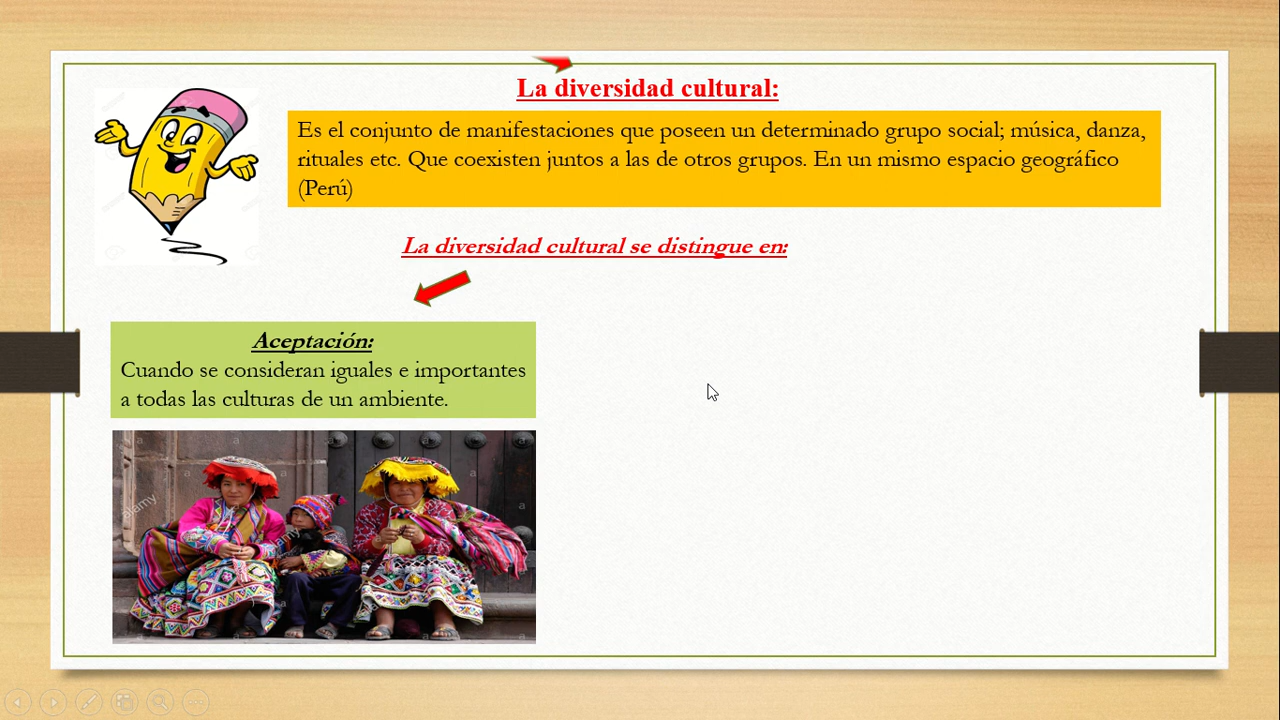 La diversidad cultural:
Es el conjunto de manifestaciones que poseen un determinado grupo social; música, danza,
rituales etc. Que coexisten juntos a las de otros grupos. En un mismo espacio geográfico
(Perú)
La diversidad cultural se distingue en:
Aceptación:
Cuando se consideran iguales e importantes
a todas las culturas de un ambiente.
a
a
alamy
alamy
a